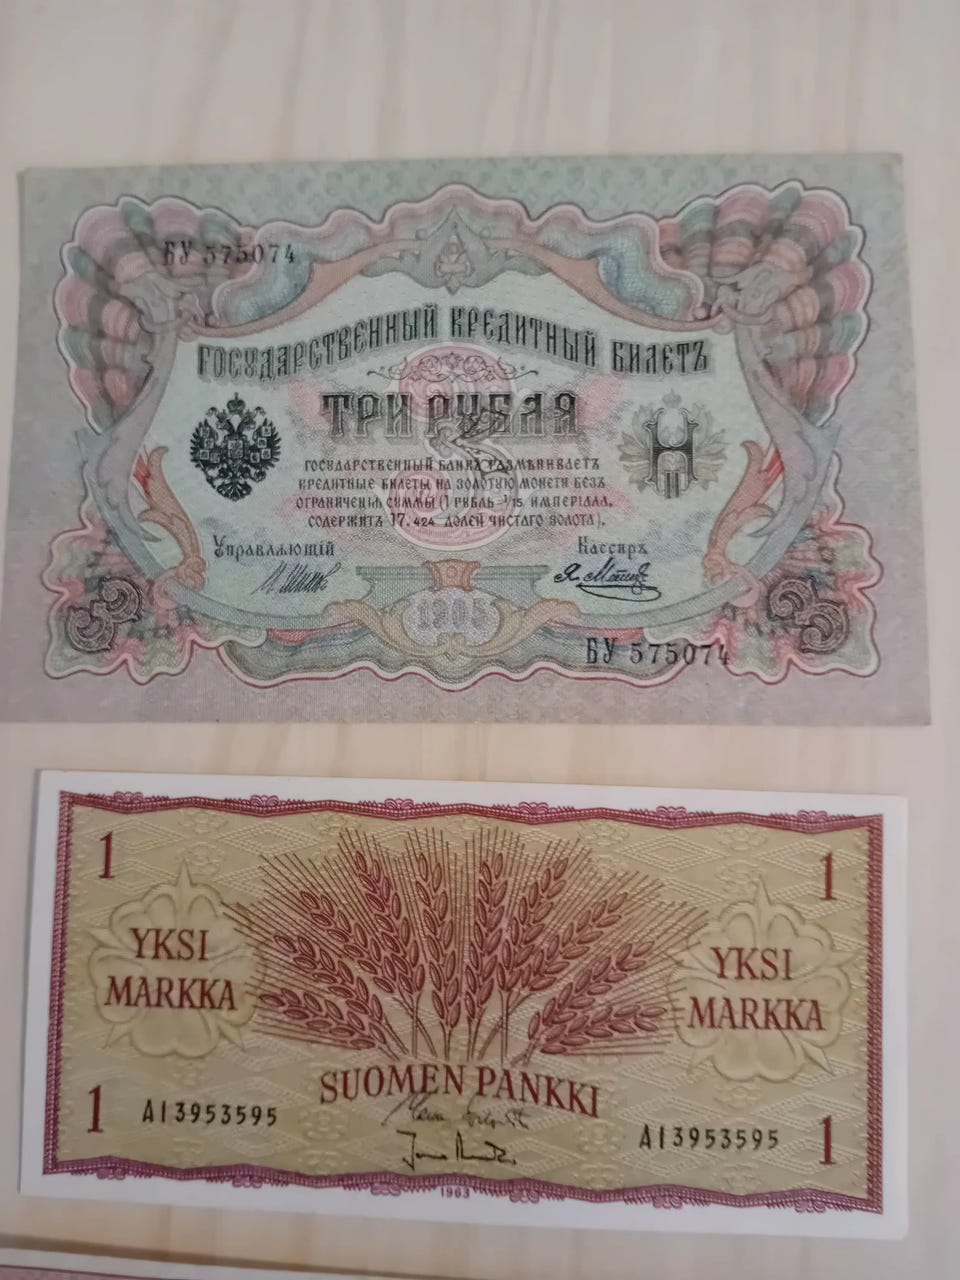 БУ 575074
ГОСУДАРСТВЕННЫЙ КРЕДИТНЫЙ БИЛЕТЪ
ТРИ РУБЛЯ
ГОСУДАРСТВЕННЫЙ БАНКЪ РАЗМѢНИВАЕТЪ
КРЕДИТНЫЕ БИЛЕТЫ НА ЗОЛОТУЮ МОНЕТУ БЕЗЪ
ОГРАНИЧЕНІЯ СУММЫ (1 РУБЛЬ = 1/15 ИМПЕРІАЛА,
СОДЕРЖИТЪ 17,424 ДОЛЕЙ ЧИСТАГО ЗОЛОТА).
Управляющій Кассиръ
1905
3 3
БУ 575074
1 1
YKSI MARKKA
YKSI MARKKA
SUOMEN PANKKI
1 A13953595
A13953595 1
1963